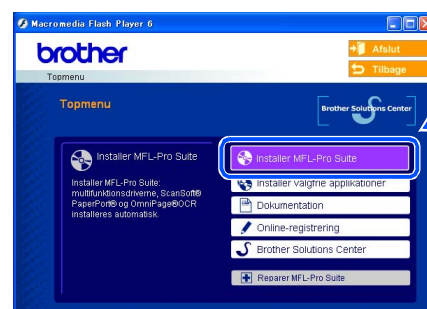 Macromedia Flash Player 6
brother
Afslut
Tilbage
Topmenu
Topmenu
Brother Solutions Center
Installer MFL-Pro Suite
Installer MFL-Pro Suite:
multifunktionsdriverne, ScanSoft®
PaperPort® og OmniPage®OCR
installeres automatisk.
Installer MFL-Pro Suite
Installer valgfrie applikationer
Dokumentation
Online-registrering
Brother Solutions Center
Reparer MFL-Pro Suite